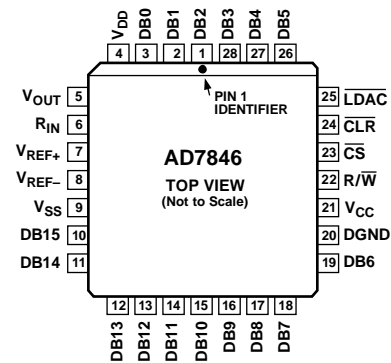 VDD DB0 DB1 DB2 DB3 DB4 DB5
4 3 2 1 28 27 26
PIN 1
IDENTIFIER
VOUT 5
RIN 6
VREF+ 7
VREF– 8
VSS 9
DB15 10
DB14 11
AD7846
TOP VIEW
(Not to Scale)
25 L̅D̅A̅C̅
24 C̅L̅R̅
23 C̅S̅
22 R/W̅
21 VCC
20 DGND
19 DB6
12 13 14 15 16 17 18
DB13 DB12 DB11 DB10 DB9 DB8 DB7